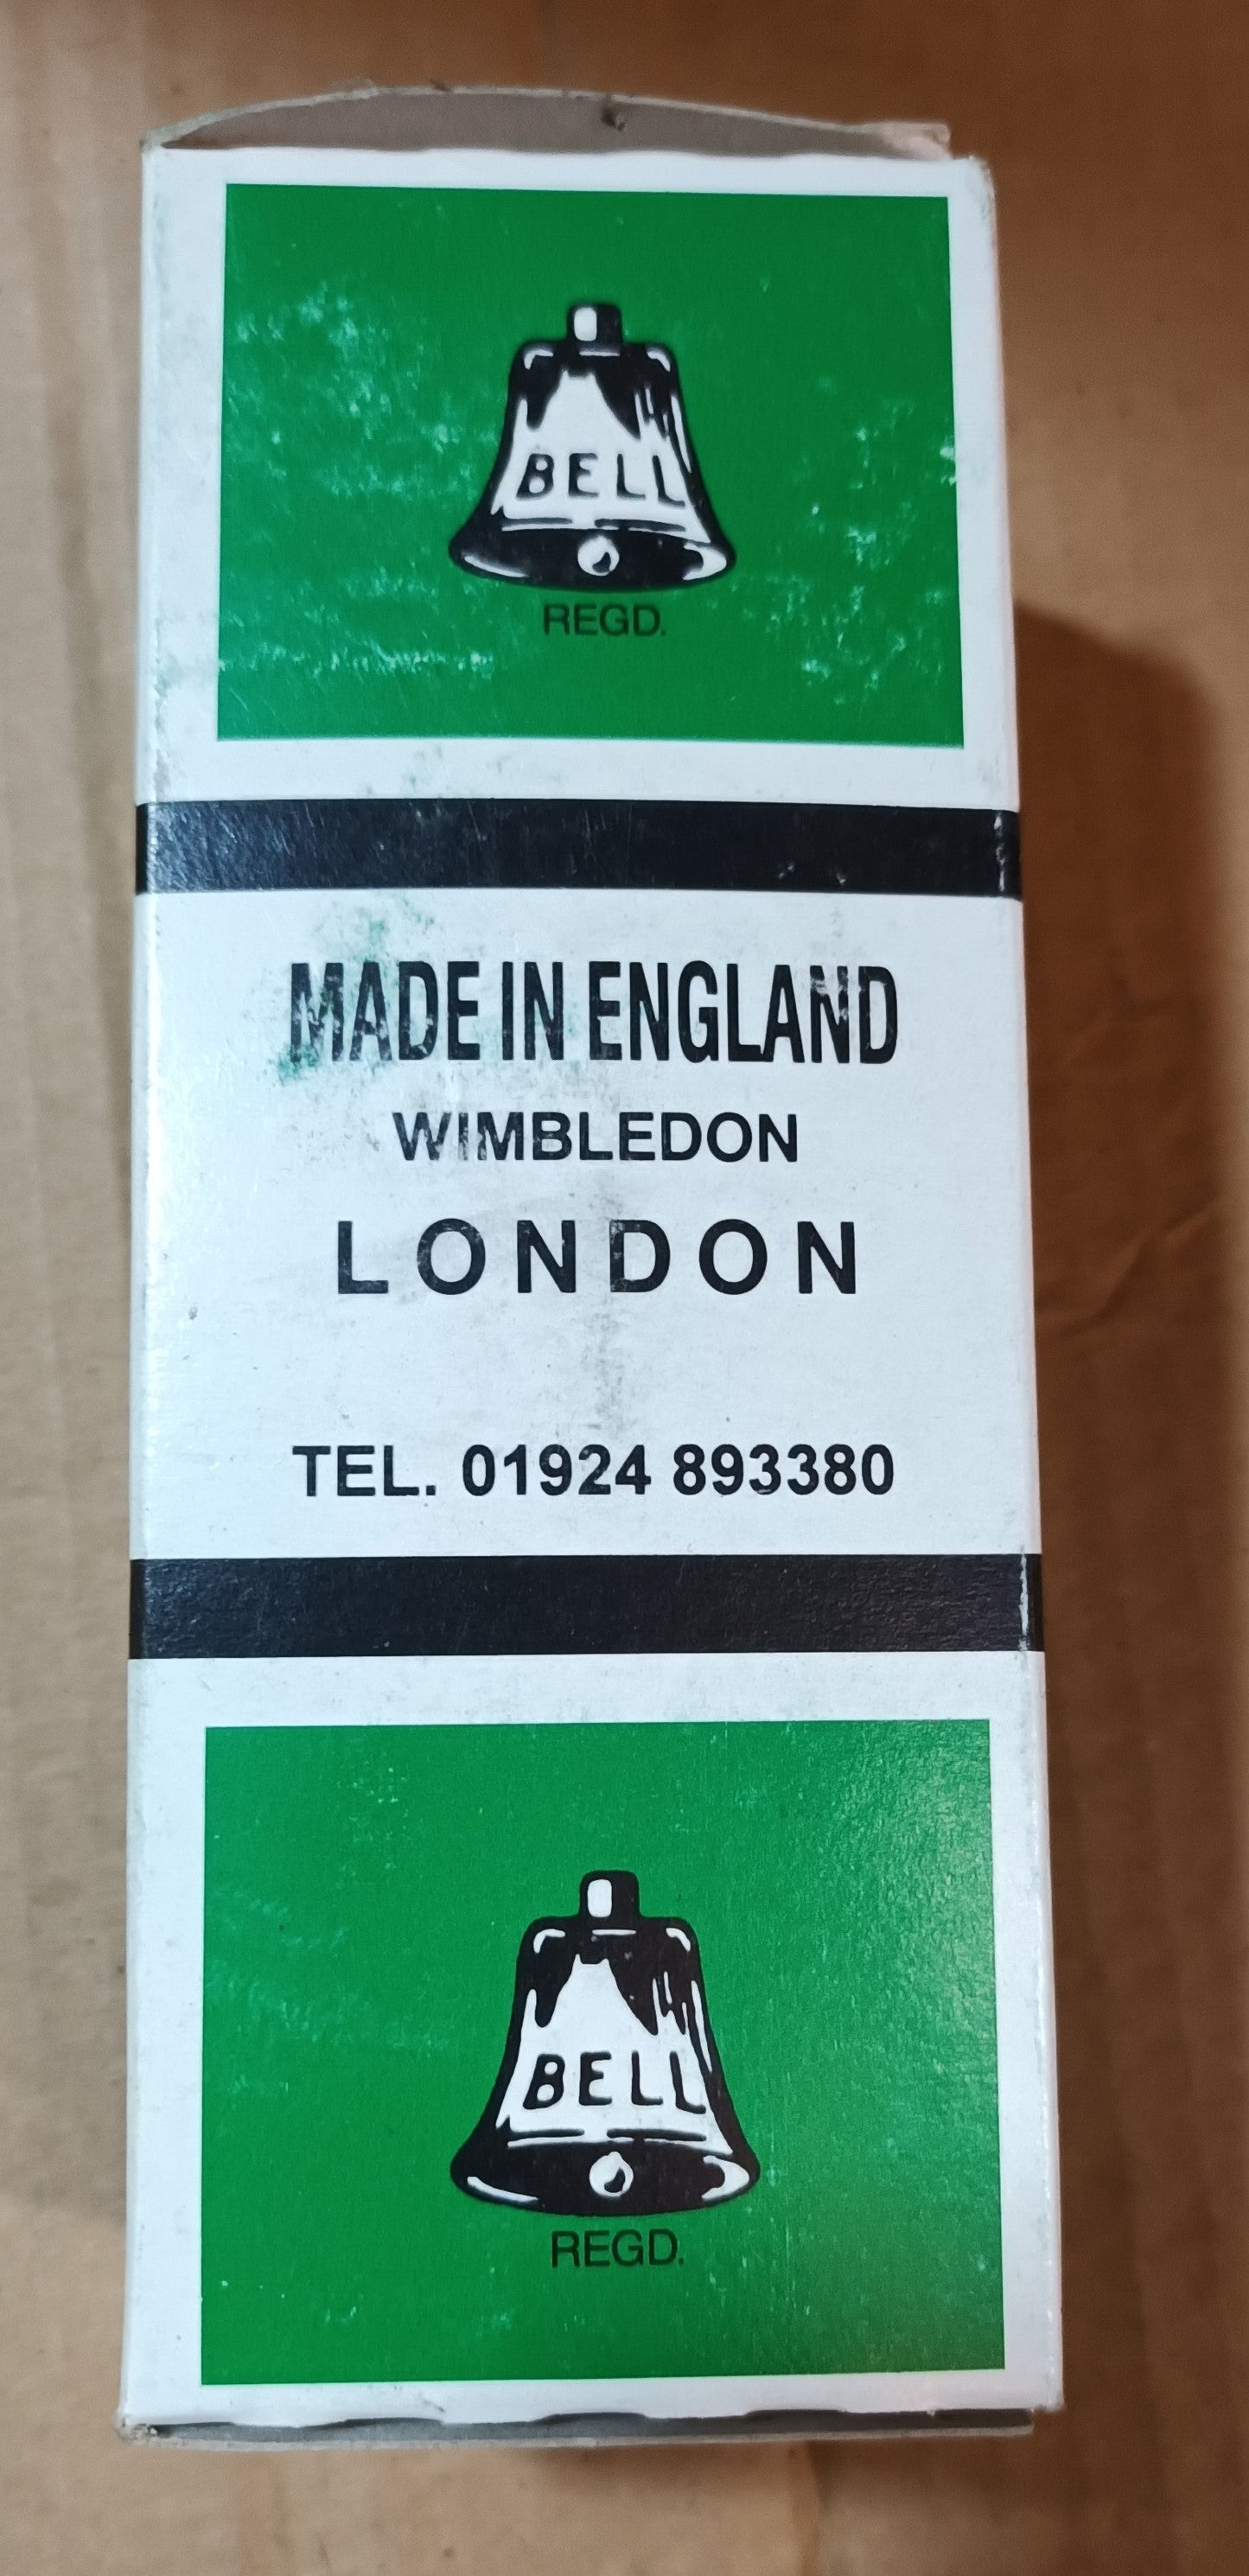 BELL
REGD.
MADE IN ENGLAND
WIMBLEDON
LONDON
TEL. 01924 893380
BELL
REGD.